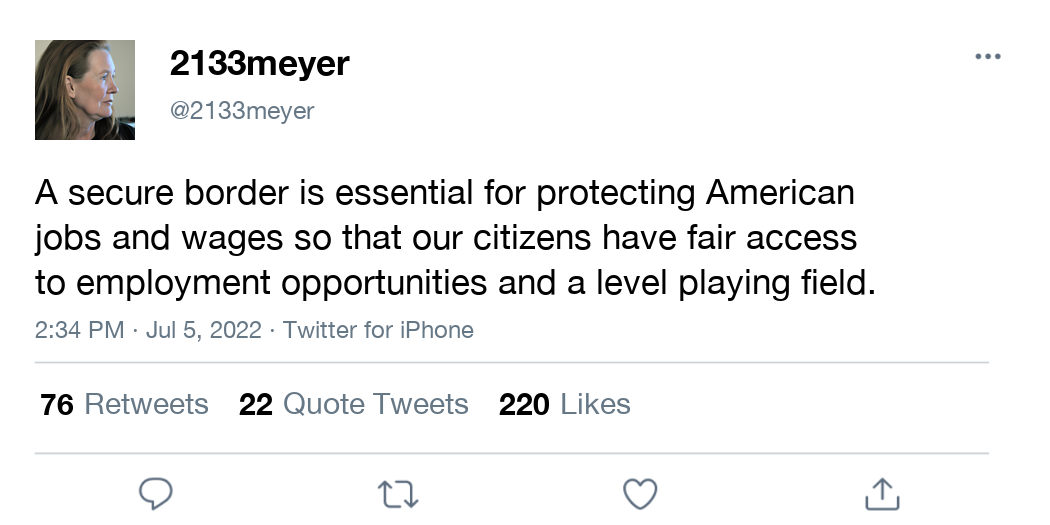 2133meyer
@2133meyer
A secure border is essential for protecting American
jobs and wages so that our citizens have fair access
to employment opportunities and a level playing field.
2:34 PM · Jul 5, 2022 · Twitter for iPhone
76 Retweets 22 Quote Tweets 220 Likes